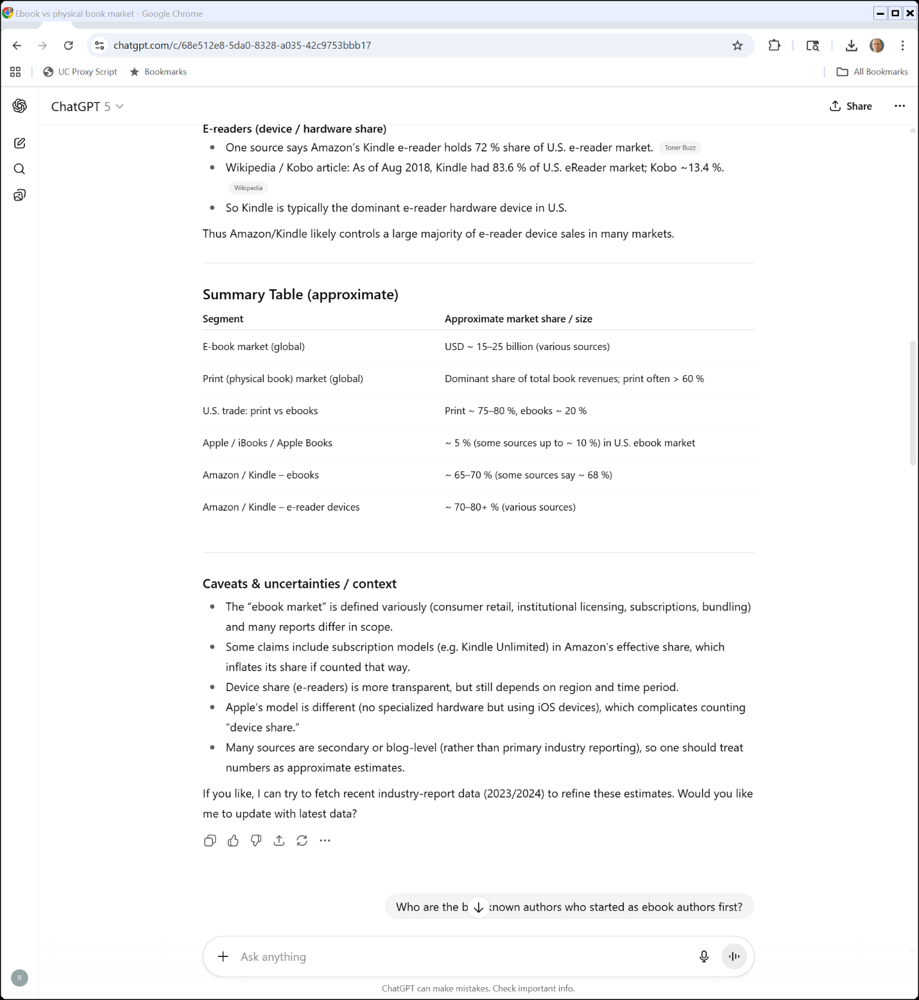 Ebook vs physical book market - Google Chrome
chatgpt.com/c/68e512e8-5da0-8328-a035-42c9753bbb17
UC Proxy Script
Bookmarks
All Bookmarks
ChatGPT 5
Share
E-readers (device / hardware share)
One source says Amazon’s Kindle e-reader holds 72 % share of U.S. e-reader market. Toner Buzz
Wikipedia / Kobo article: As of Aug 2018, Kindle had 83.6 % of U.S. eReader market; Kobo ~13.4 %.
Wikipedia
So Kindle is typically the dominant e-reader hardware device in U.S.
Thus Amazon/Kindle likely controls a large majority of e-reader device sales in many markets.
Summary Table (approximate)
Segment Approximate market share / size
E-book market (global) USD ~ 15–25 billion (various sources)
Print (physical book) market (global) Dominant share of total book revenues; print often > 60 %
U.S. trade: print vs ebooks Print ~ 75–80 %, ebooks ~ 20 %
Apple / iBooks / Apple Books ~ 5 % (some sources up to ~ 10 %) in U.S. ebook market
Amazon / Kindle – ebooks ~ 65–70 % (some sources say ~ 68 %)
Amazon / Kindle – e-reader devices ~ 70–80+ % (various sources)
Caveats & uncertainties / context
The “ebook market” is defined variously (consumer retail, institutional licensing, subscriptions, bundling)
and many reports differ in scope.
Some claims include subscription models (e.g. Kindle Unlimited) in Amazon’s effective share, which
inflates its share if counted that way.
Device share (e-readers) is more transparent, but still depends on region and time period.
Apple’s model is different (no specialized hardware but using iOS devices), which complicates counting
“device share.”
Many sources are secondary or blog-level (rather than primary industry reporting), so one should treat
numbers as approximate estimates.
If you like, I can try to fetch recent industry-report data (2023/2024) to refine these estimates. Would you like
me to update with latest data?
Who are the b known authors who started as ebook authors first?
Ask anything
R
ChatGPT can make mistakes. Check important info.